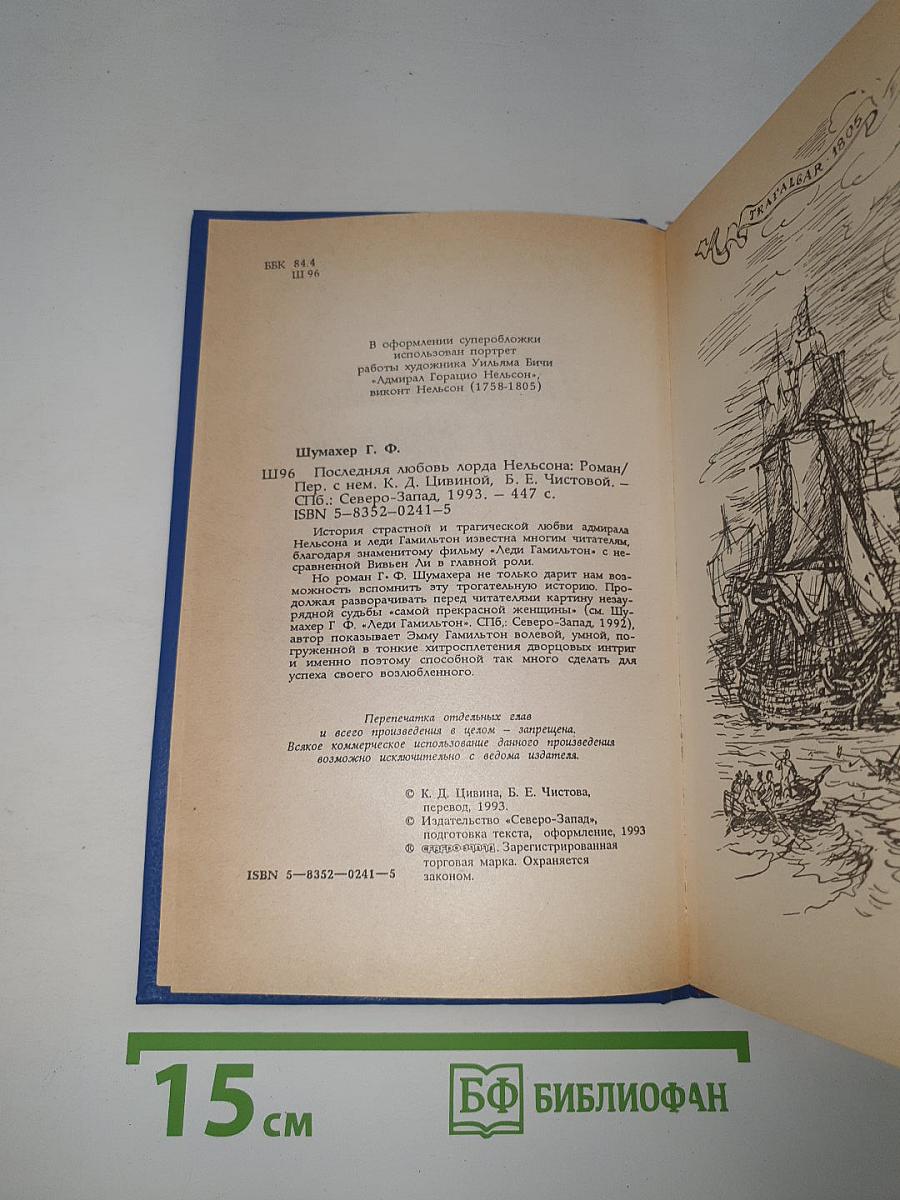 ББК 84.4
Ш 96
В оформлении суперобложки
использован портрет
работы художника Уильяма Бичи
«Адмирал Горацио Нельсон»,
виконт Нельсон (1758-1805)
Шумахер Г. Ф.
Ш96 Последняя любовь лорда Нельсона: Роман/
Пер. с нем. К. Д. Цивиной, Б. Е. Чистовой. —
СПб.: Северо-Запад, 1993. — 447 с.
ISBN 5—8352—0241—5
История страстной и трагической любви адмирала
Нельсона и леди Гамильтон известна многим читателям,
благодаря знаменитому фильму «Леди Гамильтон» с не-
сравненной Вивьен Ли в главной роли.
Но роман Г. Ф. Шумахера не только дарит нам воз-
можность вспомнить эту трогательную историю. Про-
должая разворачивать перед читателями картину незау-
рядной судьбы «самой прекрасной женщины» (см. Шу-
махер Г Ф. «Леди Гамильтон». СПб.: Северо-Запад, 1992),
автор показывает Эмму Гамильтон волевой, умной, по-
груженной в тонкие хитросплетения дворцовых интриг
и именно поэтому способной так много сделать для
успеха своего возлюбленного.
Перепечатка отдельных глав
и всего произведения в целом — запрещена.
Всякое коммерческое использование данного произведения
возможно исключительно с ведома издателя.
© К. Д. Цивина, Б. Е. Чистова,
перевод, 1993.
© Издательство «Северо-Запад»,
подготовка текста, оформление, 1993
® СЕВЕРО-ЗАПАД. Зарегистрированная
торговая марка. Охраняется
законом.
ISBN 5—8352—0241—5
TRAFALGAR · 1805
15 см
БФ БИБЛИОФАН